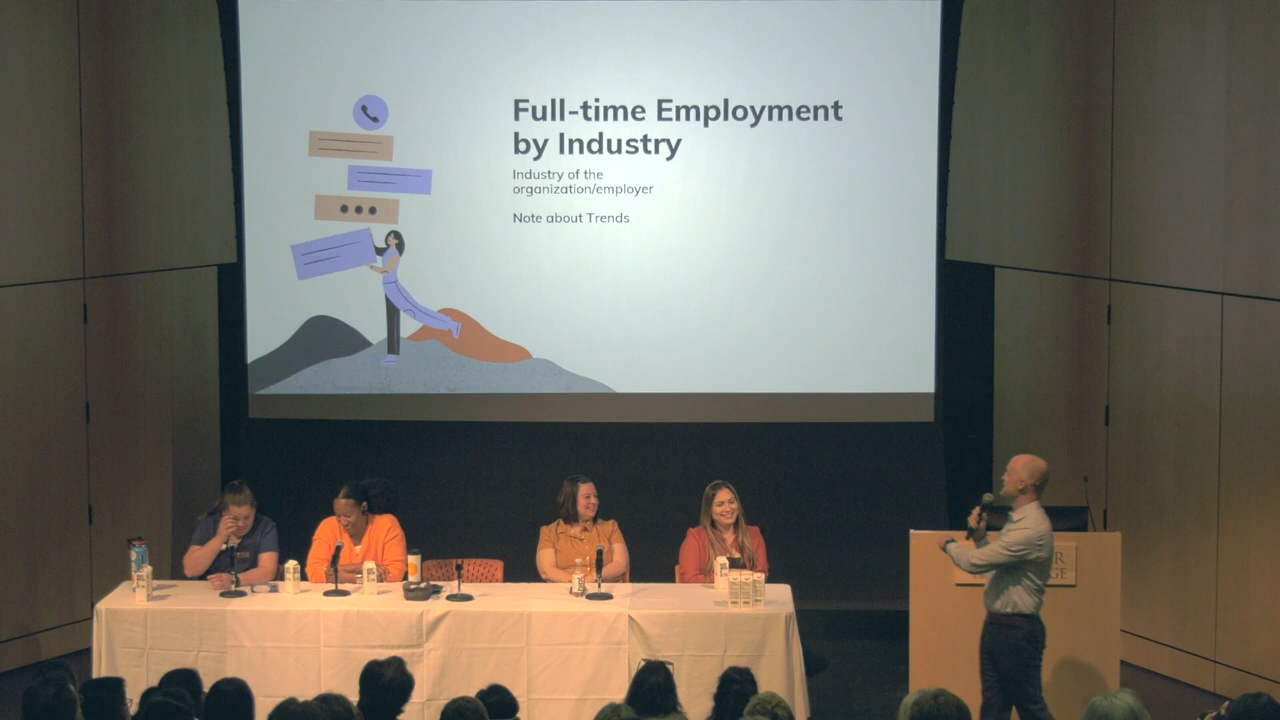 Full-time Employment
by Industry
Industry of the
organization/employer
Note about Trends